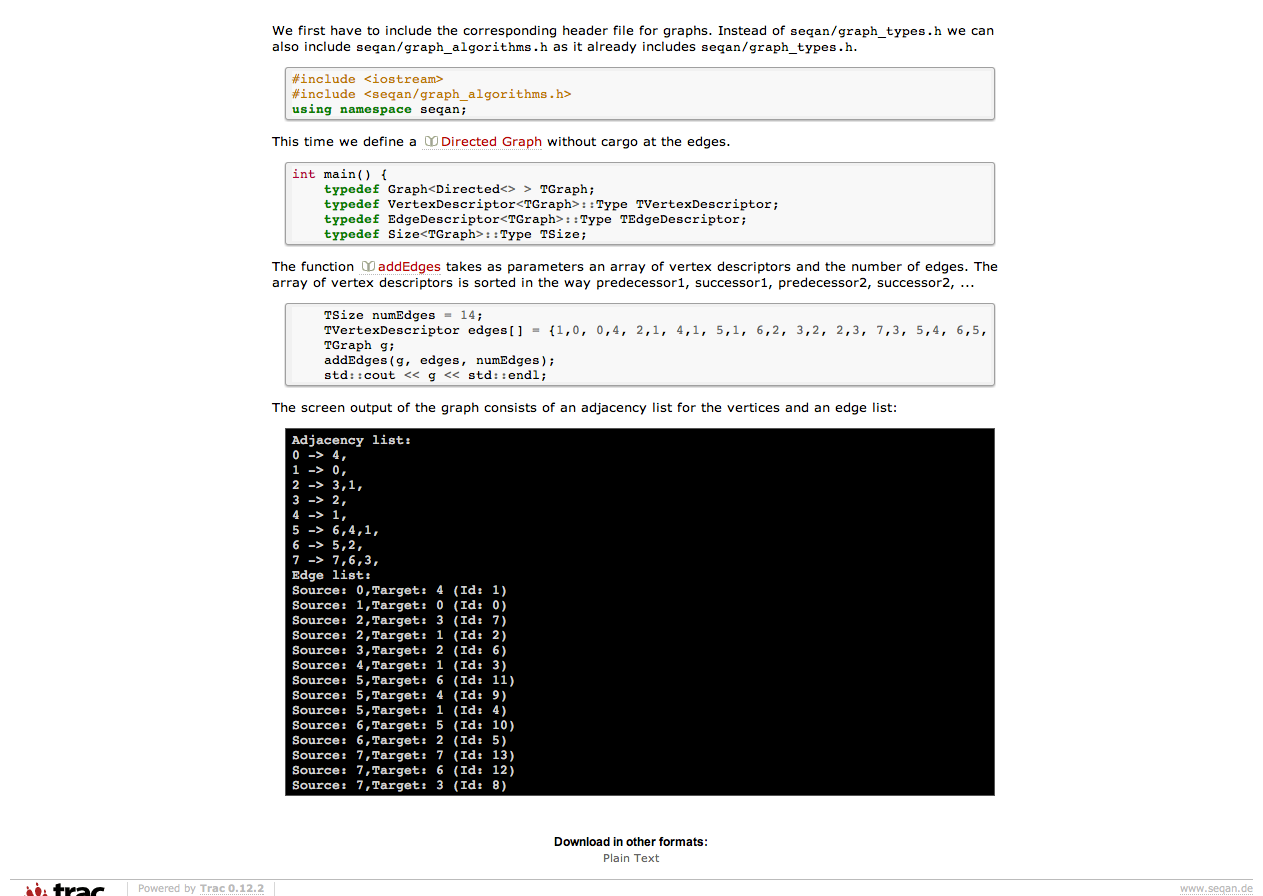 We first have to include the corresponding header file for graphs. Instead of seqan/graph_types.h we can
also include seqan/graph_algorithms.h as it already includes seqan/graph_types.h.
#include <iostream>
#include <seqan/graph_algorithms.h>
using namespace seqan;
This time we define a Directed Graph without cargo at the edges.
int main() {
    typedef Graph<Directed<> > TGraph;
    typedef VertexDescriptor<TGraph>::Type TVertexDescriptor;
    typedef EdgeDescriptor<TGraph>::Type TEdgeDescriptor;
    typedef Size<TGraph>::Type TSize;
The function addEdges takes as parameters an array of vertex descriptors and the number of edges. The
array of vertex descriptors is sorted in the way predecessor1, successor1, predecessor2, successor2, ...
    TSize numEdges = 14;
    TVertexDescriptor edges[] = {1,0, 0,4, 2,1, 4,1, 5,1, 6,2, 3,2, 2,3, 7,3, 5,4, 6,5,
    TGraph g;
    addEdges(g, edges, numEdges);
    std::cout << g << std::endl;
The screen output of the graph consists of an adjacency list for the vertices and an edge list:
Adjacency list:
0 -> 4,
1 -> 0,
2 -> 3,1,
3 -> 2,
4 -> 1,
5 -> 6,4,1,
6 -> 5,2,
7 -> 7,6,3,
Edge list:
Source: 0,Target: 4 (Id: 1)
Source: 1,Target: 0 (Id: 0)
Source: 2,Target: 3 (Id: 7)
Source: 2,Target: 1 (Id: 2)
Source: 3,Target: 2 (Id: 6)
Source: 4,Target: 1 (Id: 3)
Source: 5,Target: 6 (Id: 11)
Source: 5,Target: 4 (Id: 9)
Source: 5,Target: 1 (Id: 4)
Source: 6,Target: 5 (Id: 10)
Source: 6,Target: 2 (Id: 5)
Source: 7,Target: 7 (Id: 13)
Source: 7,Target: 6 (Id: 12)
Source: 7,Target: 3 (Id: 8)
Download in other formats:
Plain Text
trac Powered by Trac 0.12.2 www.seqan.de